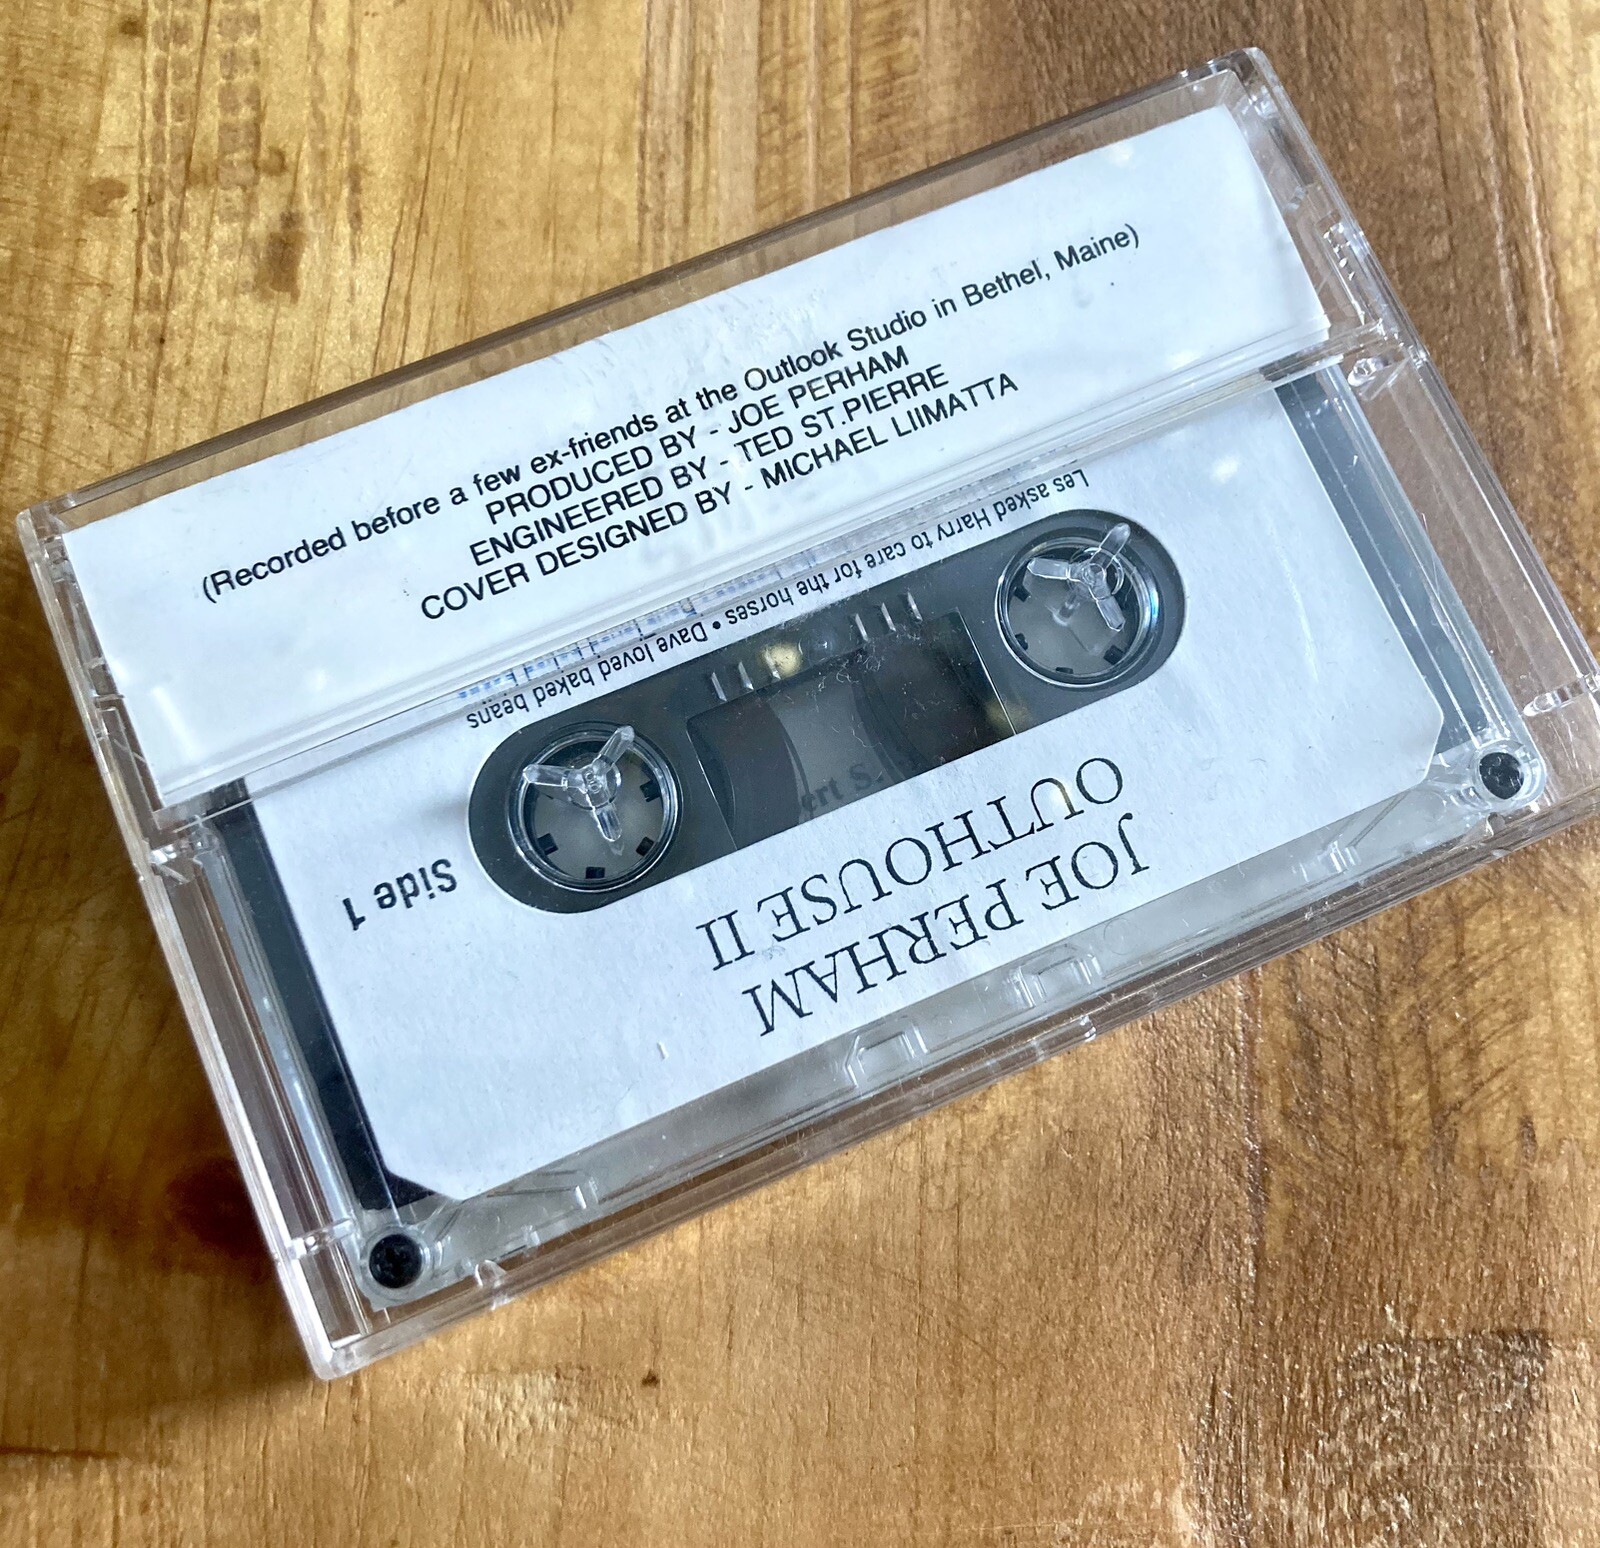 (Recorded before a few ex-friends at the Outlook Studio in Bethel, Maine)
PRODUCED BY - JOE PERHAM
ENGINEERED BY - TED ST.PIERRE
COVER DESIGNED BY - MICHAEL LIIMATTA
JOE PERHAM
OUTHOUSE II
Side 1
Les asked Harry to care for the horses • Dave loved baked beans